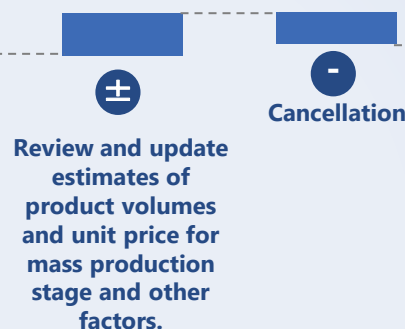 ±
-
Cancellation
Review and update
estimates of
product volumes
and unit price for
mass production
stage and other
factors.